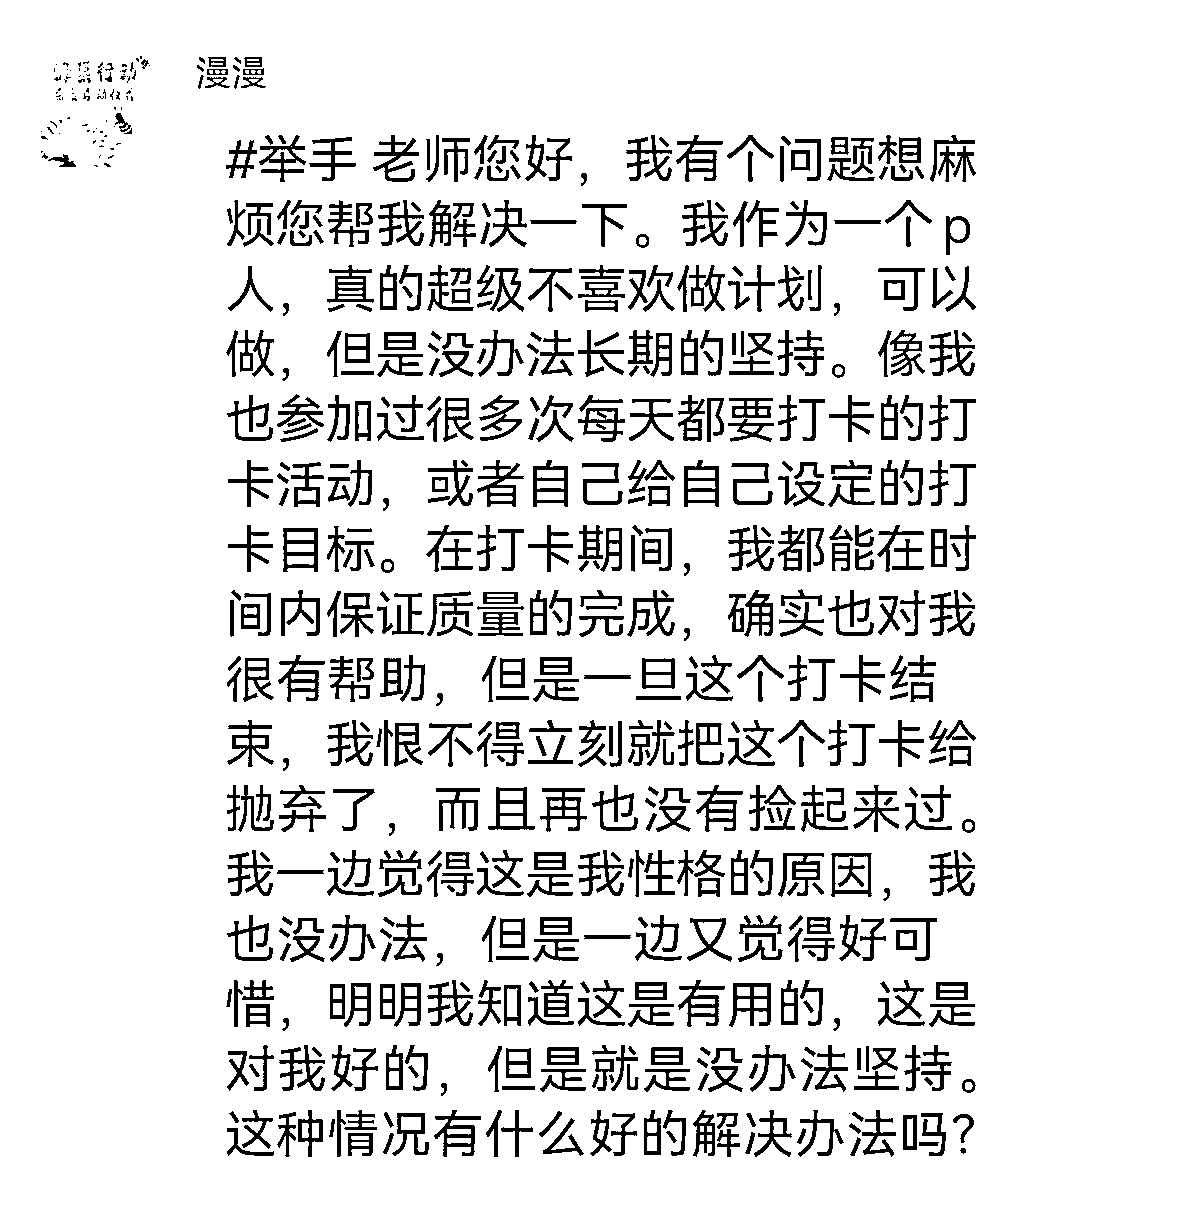 漫漫
#举手 老师您好，我有个问题想麻
烦您帮我解决一下。我作为一个p
人，真的超级不喜欢做计划，可以
做，但是没办法长期的坚持。像我
也参加过很多次每天都要打卡的打
卡活动，或者自己给自己设定的打
卡目标。在打卡期间，我都能在时
间内保证质量的完成，确实也对我
很有帮助，但是一旦这个打卡结
束，我恨不得立刻就把这个打卡给
抛弃了，而且再也没有捡起来过。
我一边觉得这是我性格的原因，我
也没办法，但是一边又觉得好可
惜，明明我知道这是有用的，这是
对我好的，但是就是没办法坚持。
这种情况有什么好的解决办法吗？